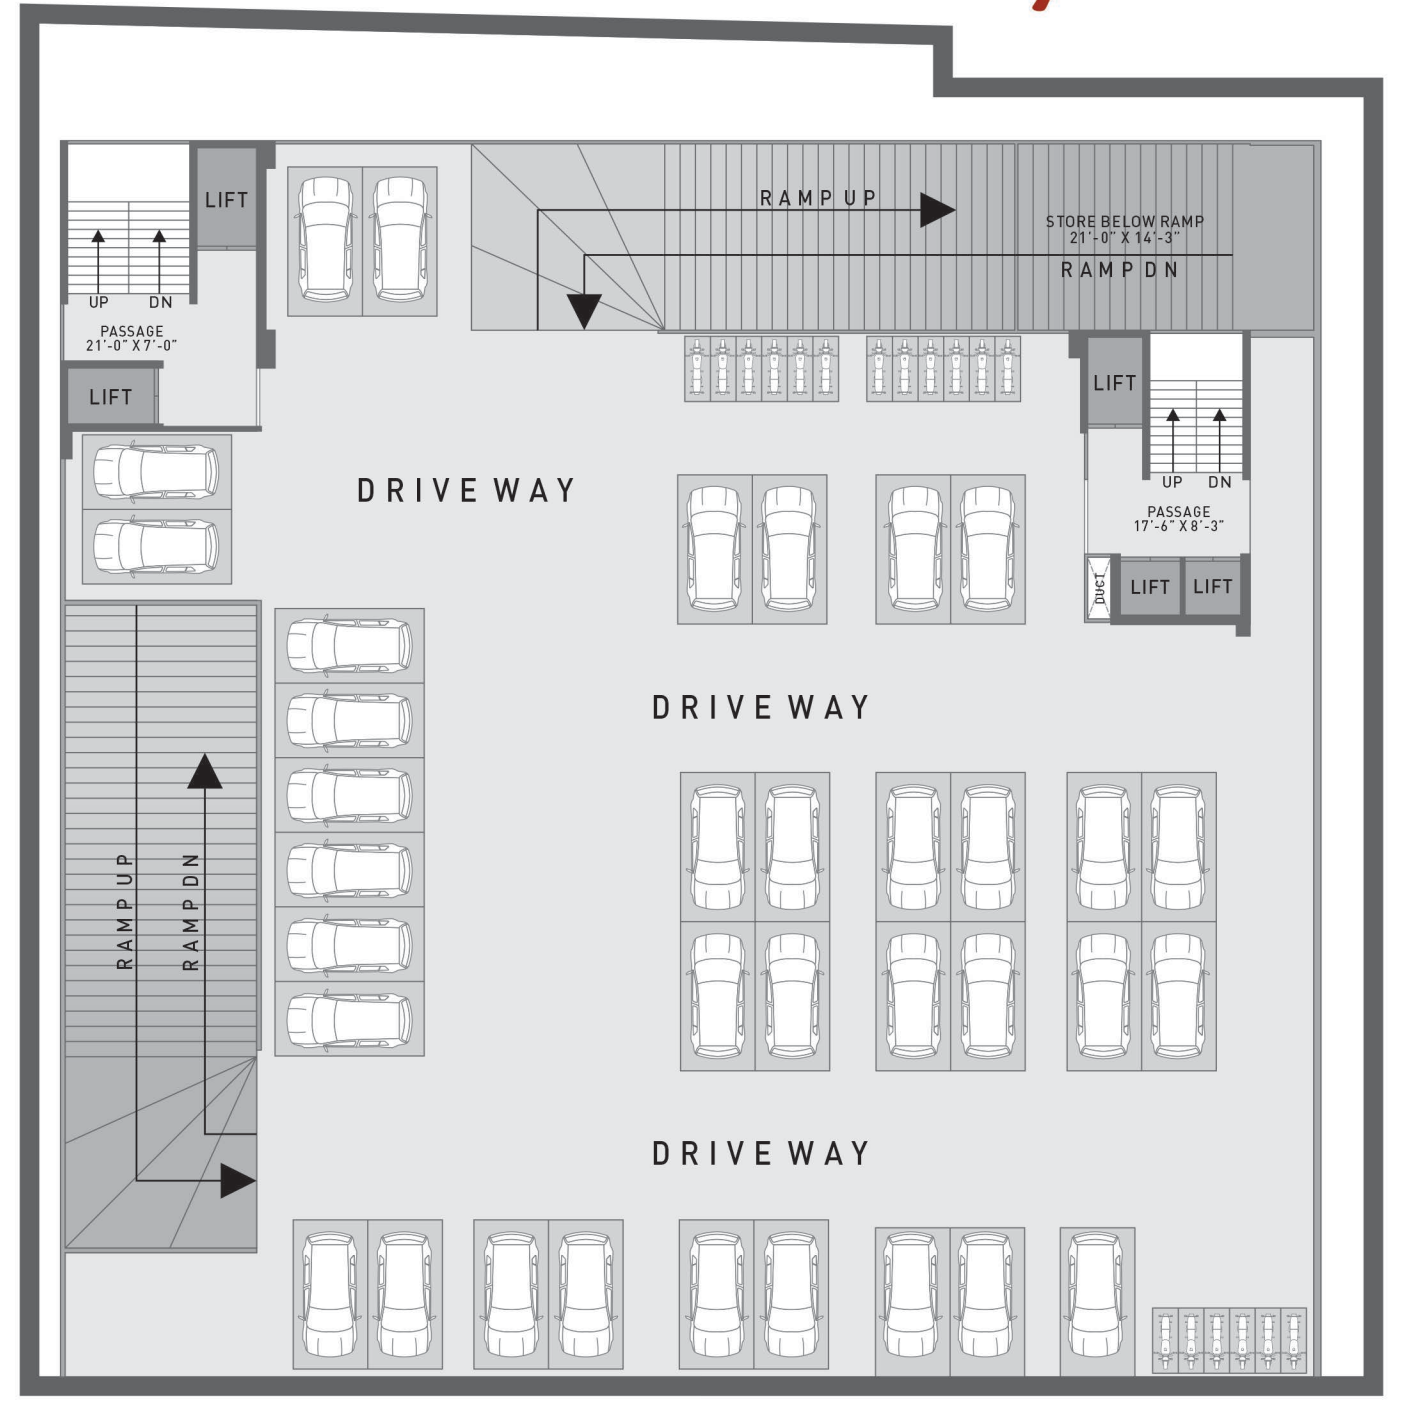 LIFT
RAMP UP
STORE BELOW RAMP
21'-0" X 14'-3"
RAMP DN
UP DN
PASSAGE
21'-0" X 7'-0"
LIFT
LIFT
UP DN
PASSAGE
17'-6" X 8'-3"
DRIVE WAY
DUCT
LIFT LIFT
DRIVE WAY
RAMP UP
RAMP DN
DRIVE WAY